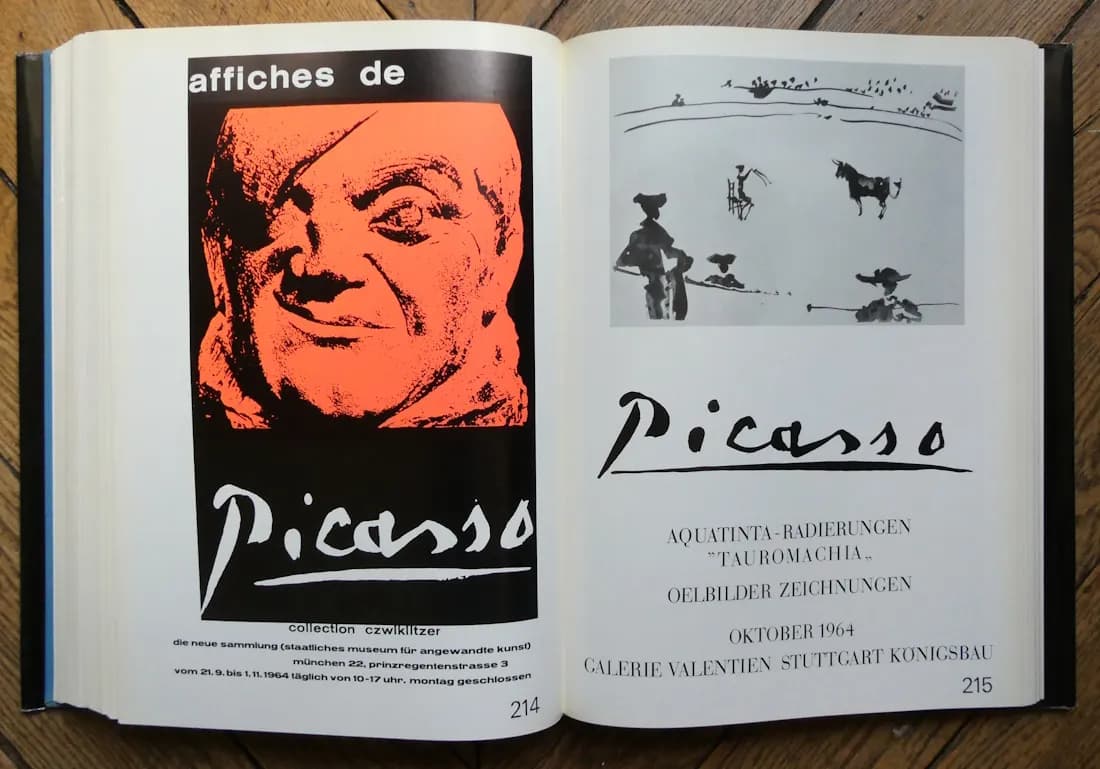 affiches de
Picasso
collection czwiklitzer
die neue sammlung (staatliches museum für angewandte kunst)
münchen 22, prinzregentenstrasse 3
vom 21. 9. bis 1. 11. 1964 täglich von 10-17 uhr. montag geschlossen
214
Picasso
AQUATINTA-RADIERUNGEN
"TAUROMACHIA„
OELBILDER ZEICHNUNGEN
OKTOBER 1964
GALERIE VALENTIEN STUTTGART KÖNIGSBAU
215